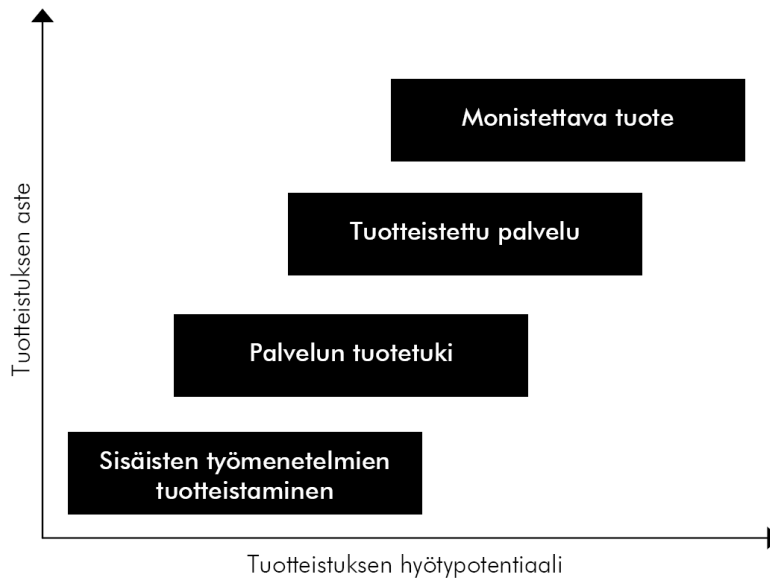 Monistettava tuote
Tuotteistettu palvelu
Palvelun tuotetuki
Sisäisten työmenetelmien
tuotteistaminen
Tuotteistuksen aste
Tuotteistuksen hyötypotentiaali